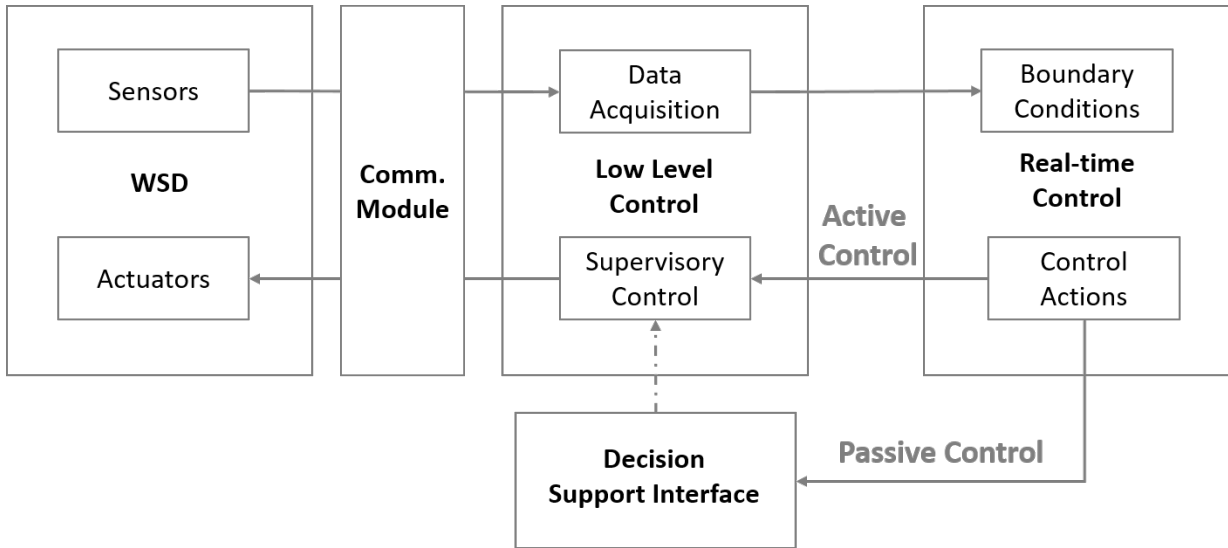 Sensors
WSD
Actuators
Comm.
Module
Data
Acquisition
Low Level
Control
Supervisory
Control
Active
Control
Boundary
Conditions
Real-time
Control
Control
Actions
Decision
Support Interface
Passive Control